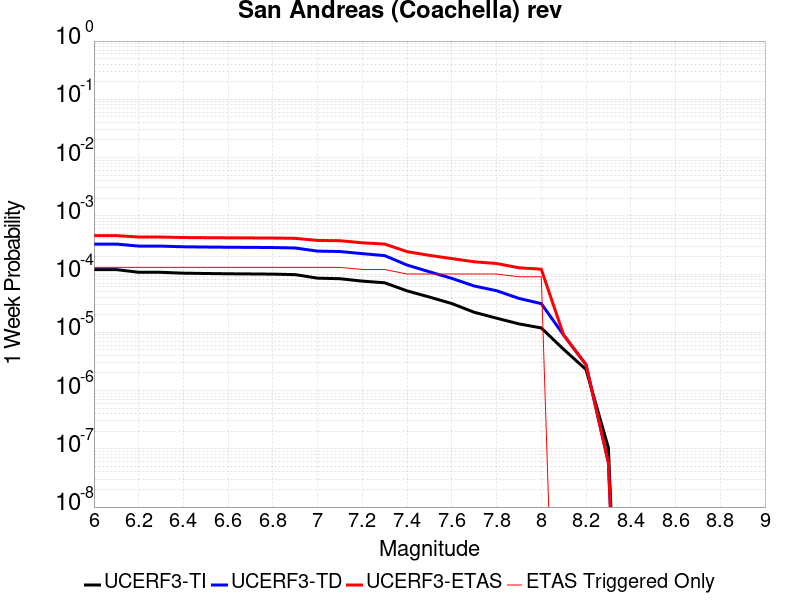 San Andreas (Coachella) rev
10^0
10^-1
10^-2
10^-3
10^-4
10^-5
10^-6
10^-7
10^-8
1 Week Probability
6 6.2 6.4 6.6 6.8 7 7.2 7.4 7.6 7.8 8 8.2 8.4 8.6 8.8 9
Magnitude
UCERF3-TI UCERF3-TD UCERF3-ETAS ETAS Triggered Only